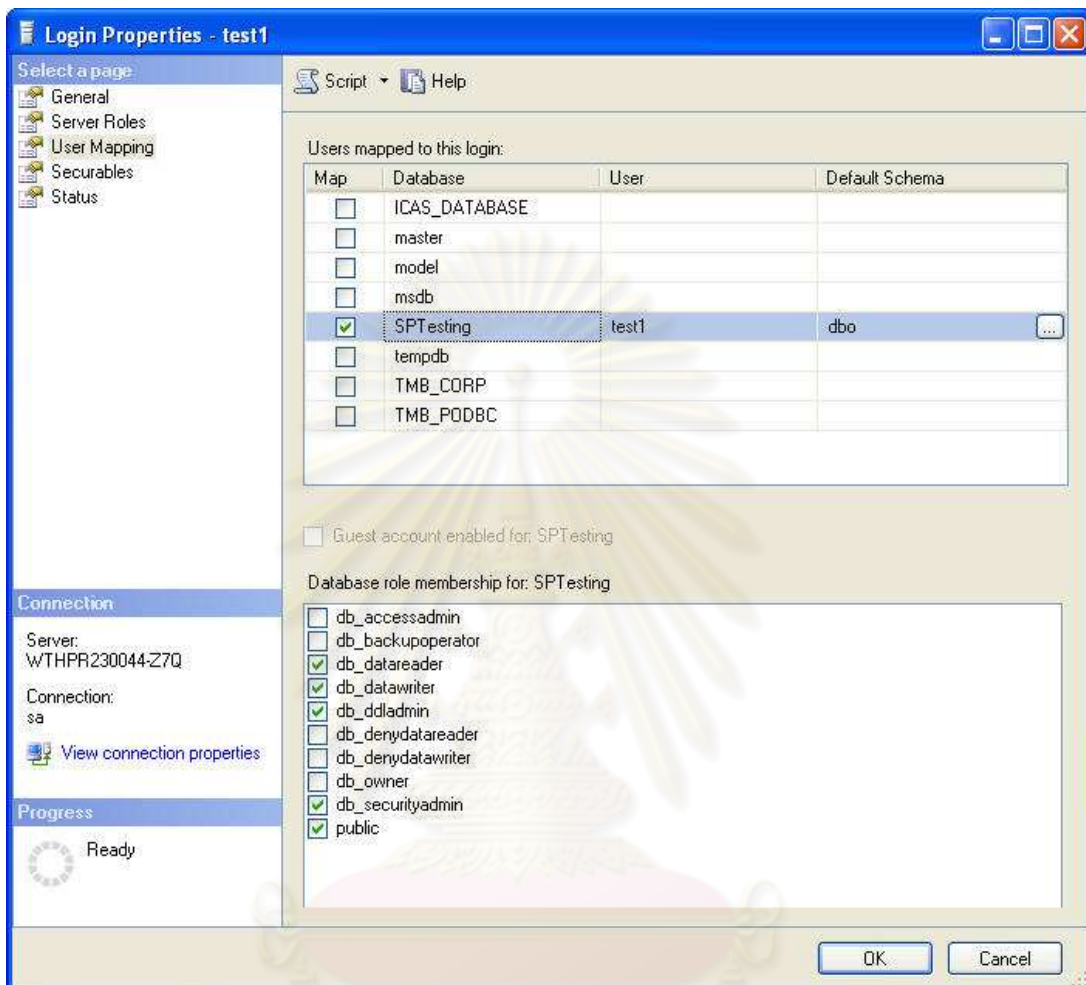 Login Properties - test1
Select a page
General
Server Roles
User Mapping
Securables
Status
Script Help
Users mapped to this login:
Map Database User Default Schema
ICAS_DATABASE
master
model
msdb
SPTesting test1 dbo ...
tempdb
TMB_CORP
TMB_PODBC
Guest account enabled for: SPTesting
Database role membership for: SPTesting
db_accessadmin
db_backupoperator
db_datareader
db_datawriter
db_ddladmin
db_denydatareader
db_denydatawriter
db_owner
db_securityadmin
public
Connection
Server:
WTHPR230044-Z7Q
Connection:
sa
View connection properties
Progress
Ready
OK Cancel